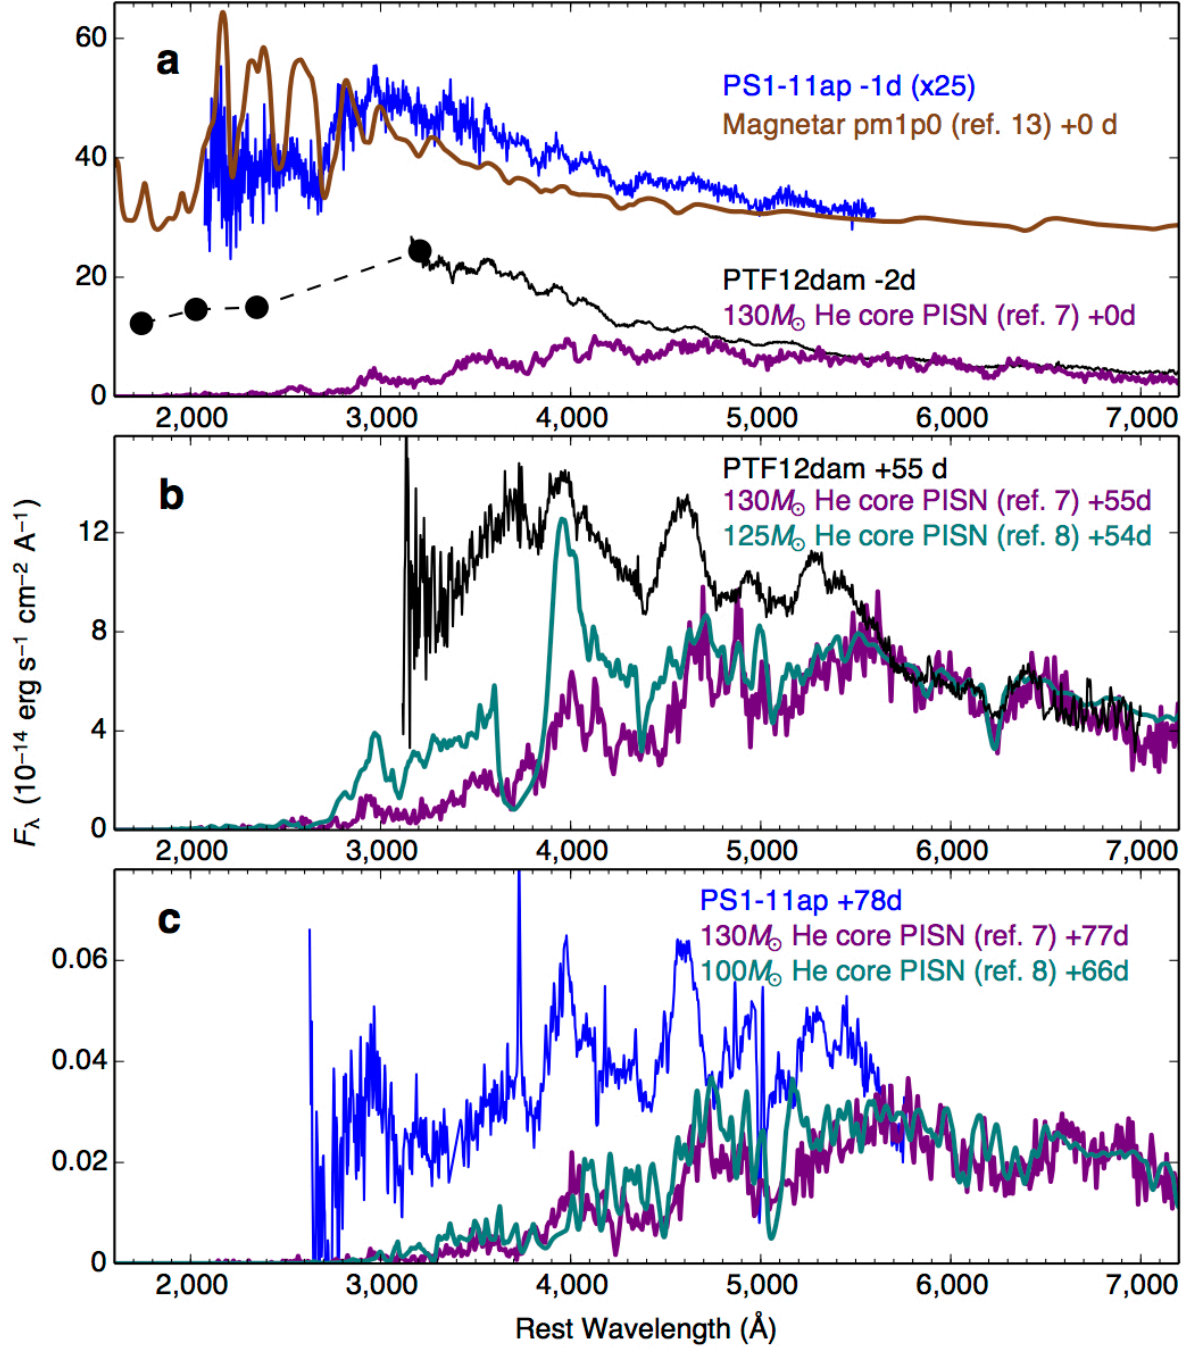 60
40
20
0
a
PS1-11ap -1d (x25)
Magnetar pm1p0 (ref. 13) +0 d
PTF12dam -2d
130M☉ He core PISN (ref. 7) +0d
2,000 3,000 4,000 5,000 6,000 7,000
12
8
4
0
b
PTF12dam +55 d
130M☉ He core PISN (ref. 7) +55d
125M☉ He core PISN (ref. 8) +54d
Fλ (10⁻¹⁴ erg s⁻¹ cm⁻² A⁻¹)
2,000 3,000 4,000 5,000 6,000 7,000
0.06
0.04
0.02
0
c
PS1-11ap +78d
130M☉ He core PISN (ref. 7) +77d
100M☉ He core PISN (ref. 8) +66d
2,000 3,000 4,000 5,000 6,000 7,000
Rest Wavelength (Å)